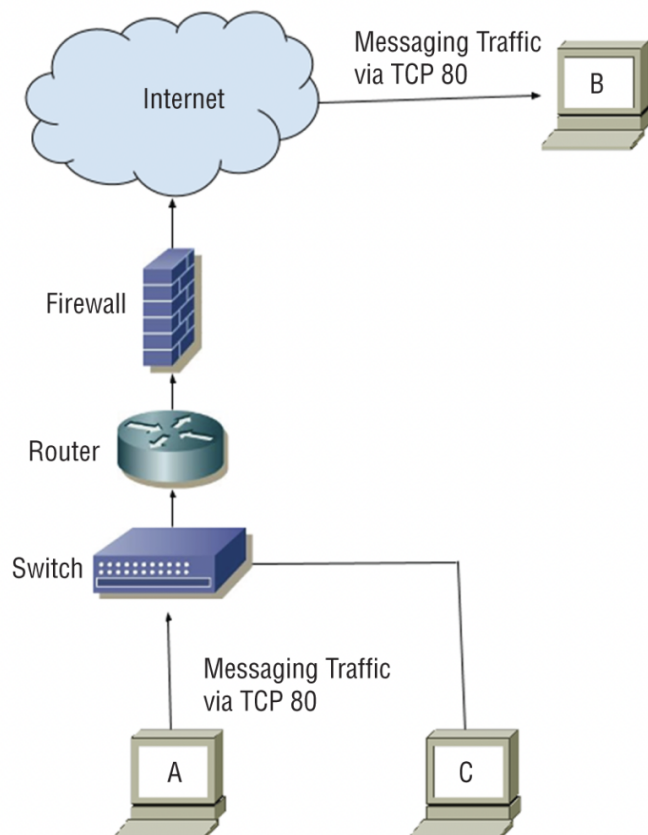 Messaging Traffic
via TCP 80
B
Internet
Firewall
Router
Switch
Messaging Traffic
via TCP 80
A
C